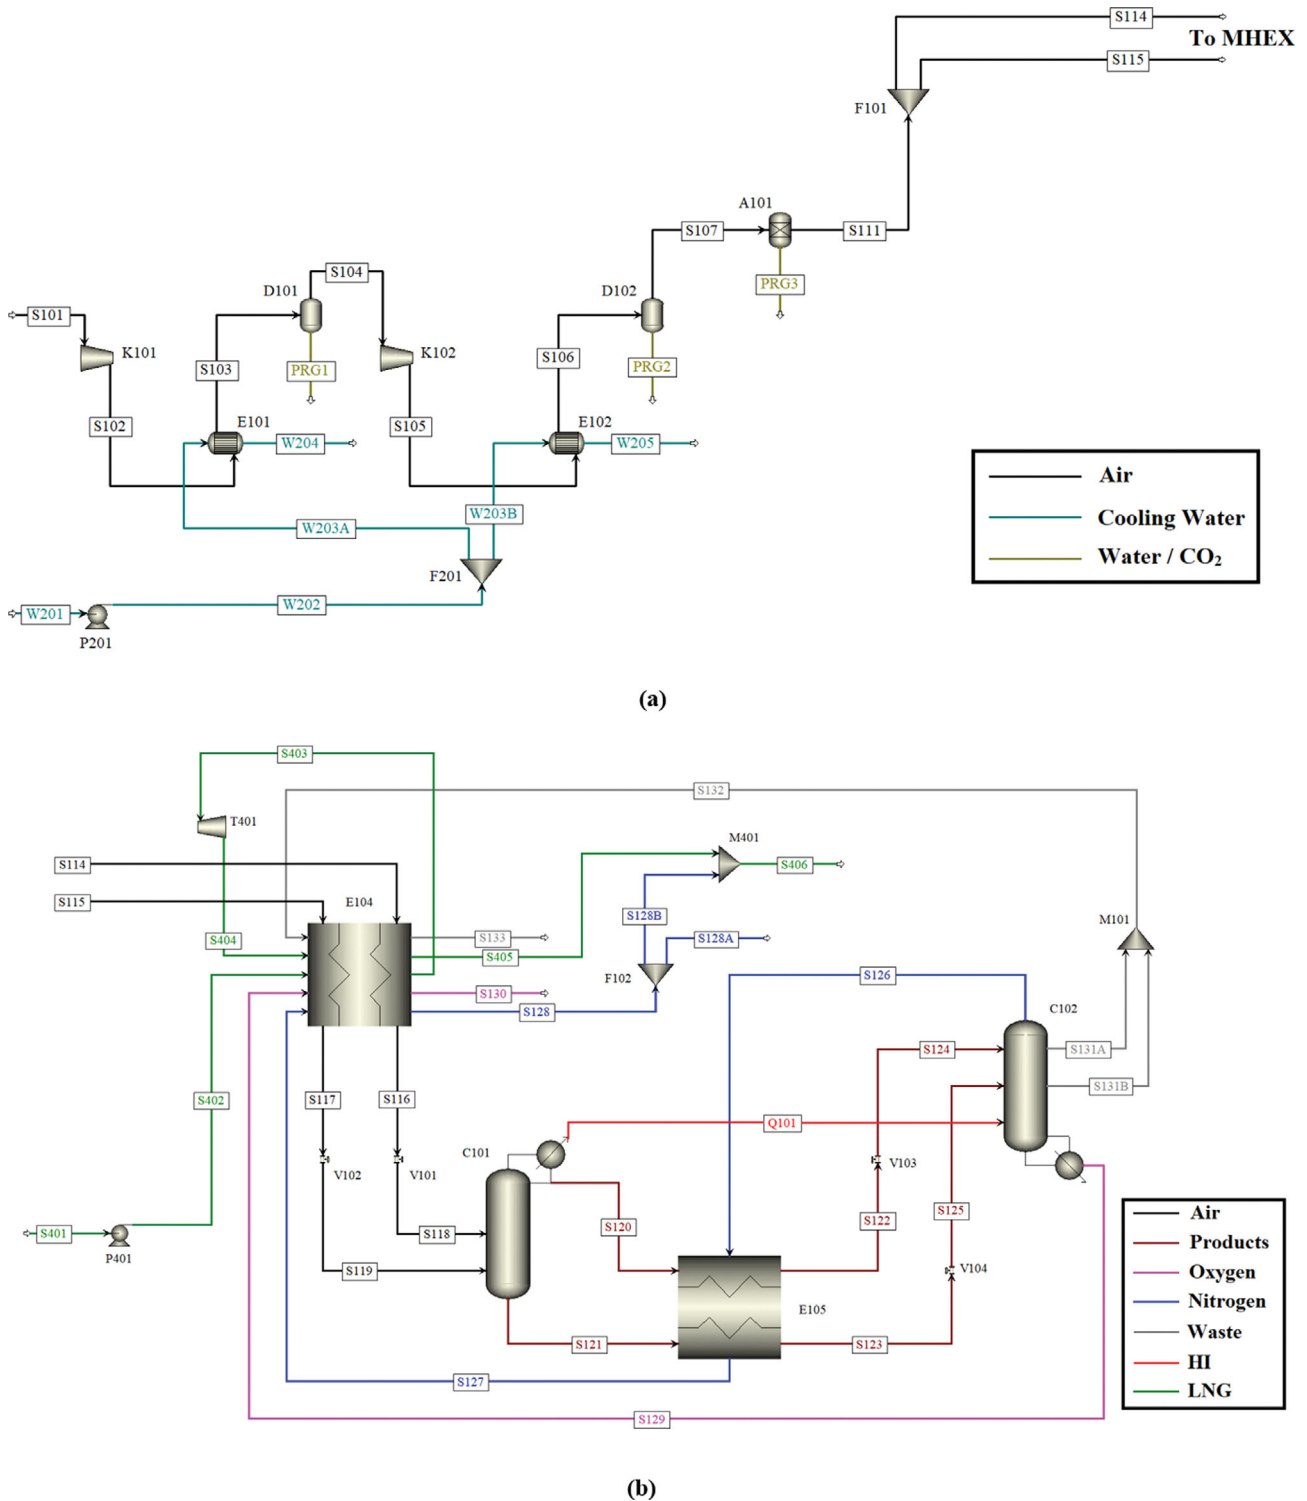 S114
To MHEX
S115
F101
A101
S107
S111
PRG3
S104
D101
D102
S101
K101
K102
S103
PRG1
S106
PRG2
S102
E101
S105
E102
W204
W205
W203B
W203A
F201
W202
W201
P201
Air
Cooling Water
Water / CO₂
(a)
S403
S132
T401
M401
S114
S406
S115
E104
S128B
M101
S404
S133
S128A
S405
F102
S126
S130
S128
C102
S124
S131A
S131B
S402
S117
S116
Q101
C101
V102
V101
V103
S120
S122
S125
S401
P401
S118
S119
V104
E105
S121
S123
S127
S129
Air
Products
Oxygen
Nitrogen
Waste
HI
LNG
(b)